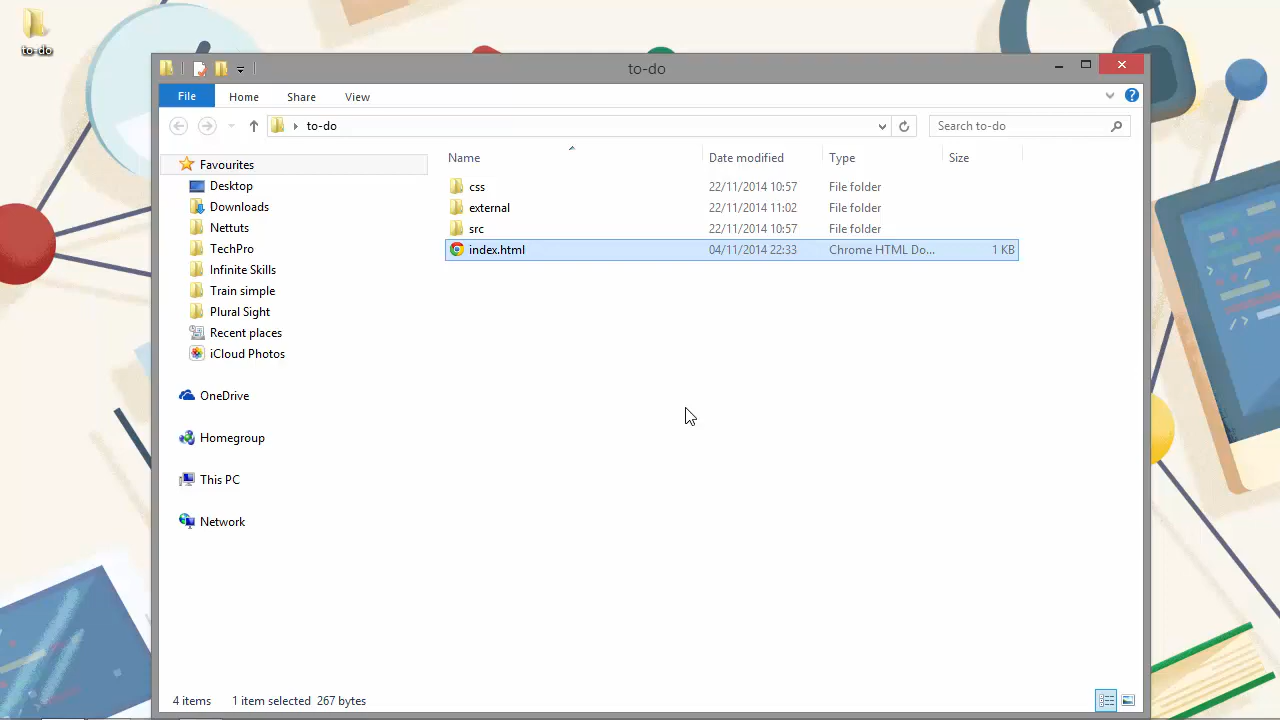 to-do
to-do
File Home Share View
to-do
Search to-do
Name Date modified Type Size
Favourites
Desktop
Downloads
Nettuts
TechPro
Infinite Skills
Train simple
Plural Sight
Recent places
iCloud Photos
OneDrive
Homegroup
This PC
Network
css 22/11/2014 10:57 File folder
external 22/11/2014 11:02 File folder
src 22/11/2014 10:57 File folder
index.html 04/11/2014 22:33 Chrome HTML Do... 1 KB
4 items 1 item selected 267 bytes